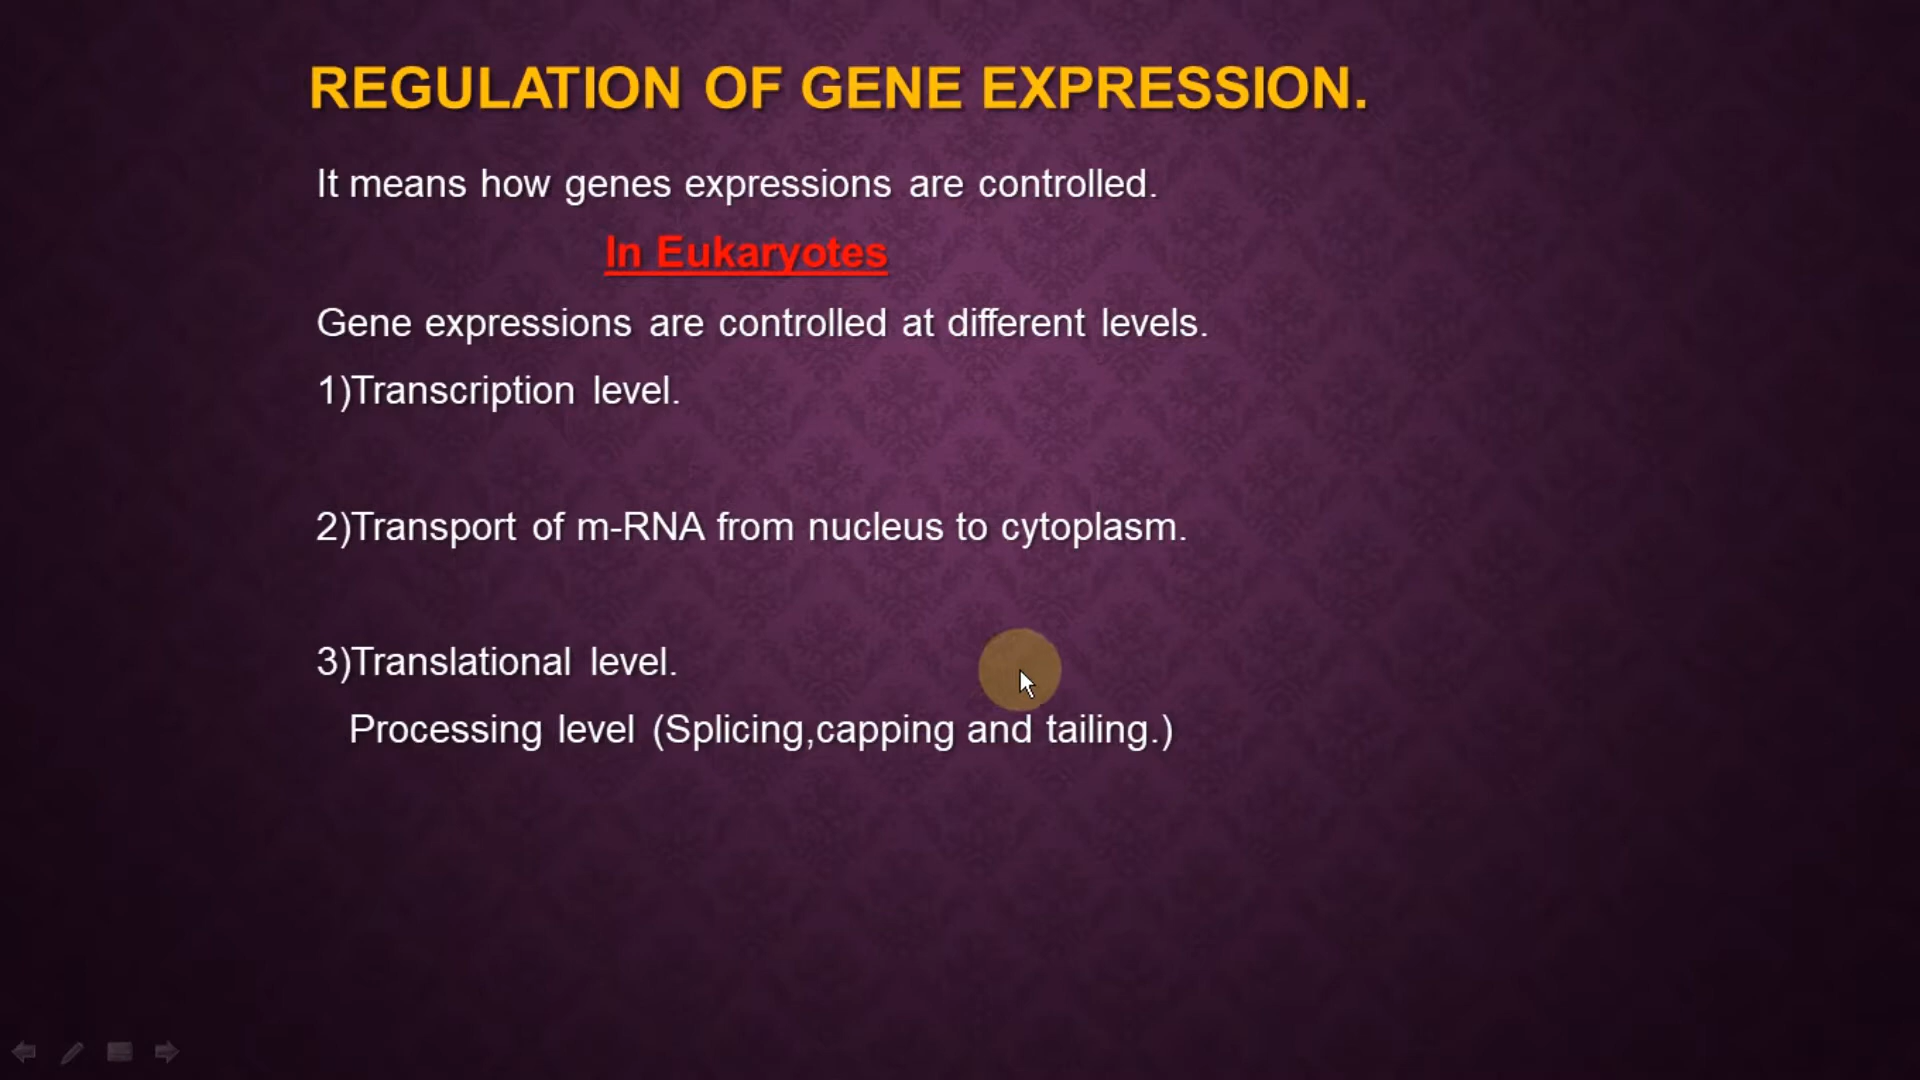 REGULATION OF GENE EXPRESSION.
It means how genes expressions are controlled.
In Eukaryotes
Gene expressions are controlled at different levels.
1)Transcription level.
2)Transport of m-RNA from nucleus to cytoplasm.
3)Translational level.
Processing level (Splicing,capping and tailing.)